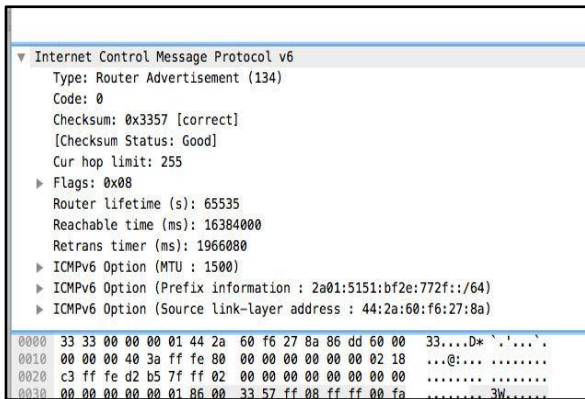 Internet Control Message Protocol v6
Type: Router Advertisement (134)
Code: 0
Checksum: 0x3357 [correct]
[Checksum Status: Good]
Cur hop limit: 255
Flags: 0x08
Router lifetime (s): 65535
Reachable time (ms): 16384000
Retrans timer (ms): 1966080
ICMPv6 Option (MTU : 1500)
ICMPv6 Option (Prefix information : 2a01:5151:bf2e:772f::/64)
ICMPv6 Option (Source link-layer address : 44:2a:60:f6:27:8a)
0000 33 33 00 00 00 01 44 2a 60 f6 27 8a 86 dd 60 00 33....D* `.'...`.
0010 00 00 00 40 3a ff fe 80 00 00 00 00 00 00 02 18 ...@:... ........
0020 c3 ff fe d2 b5 7f ff 02 00 00 00 00 00 00 00 00 ........ ........
0030 00 00 00 00 00 01 86 00 33 57 ff 08 ff ff 00 fa ........ 3W......